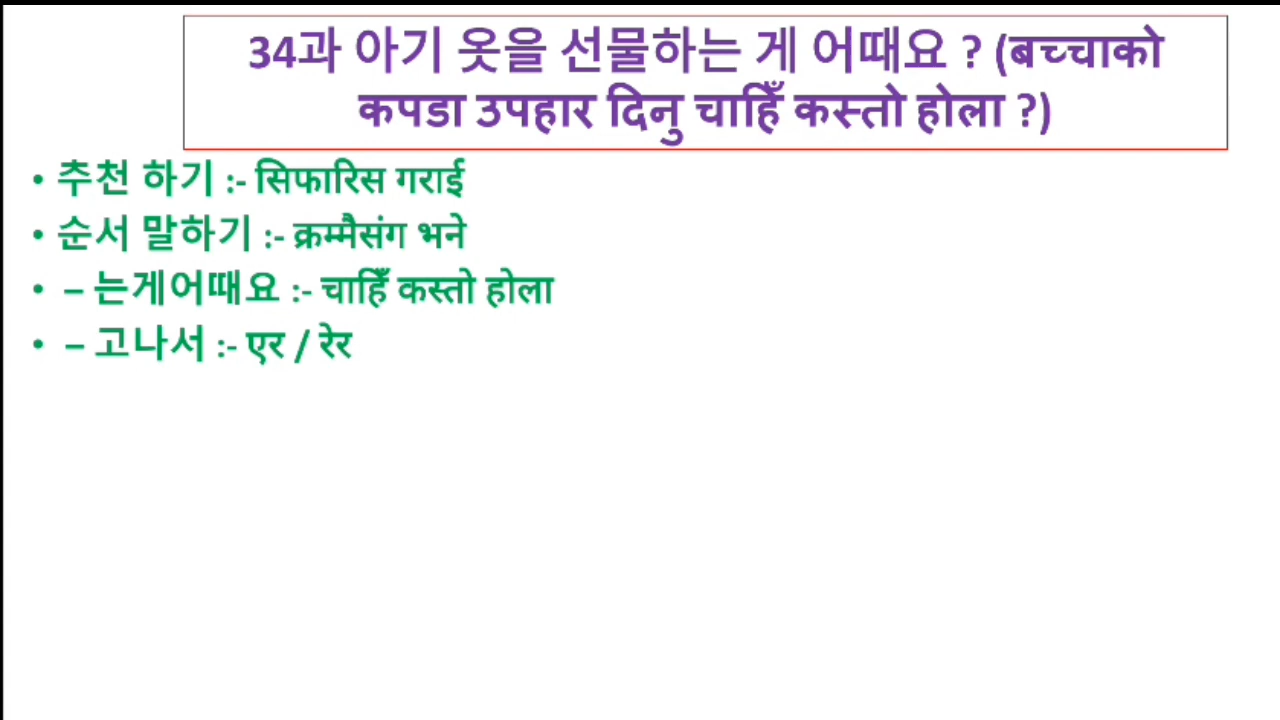 34과 아기 옷을 선물하는 게 어때요 ? (बच्चाको
कपडा उपहार दिनु चाहिँ कस्तो होला ?)
• 추천 하기 :- सिफारिस गराई
• 순서 말하기 :- क्रम्मैसंग भने
• – 는게어때요 :- चाहिँ कस्तो होला
• – 고나서 :- एर / रेर